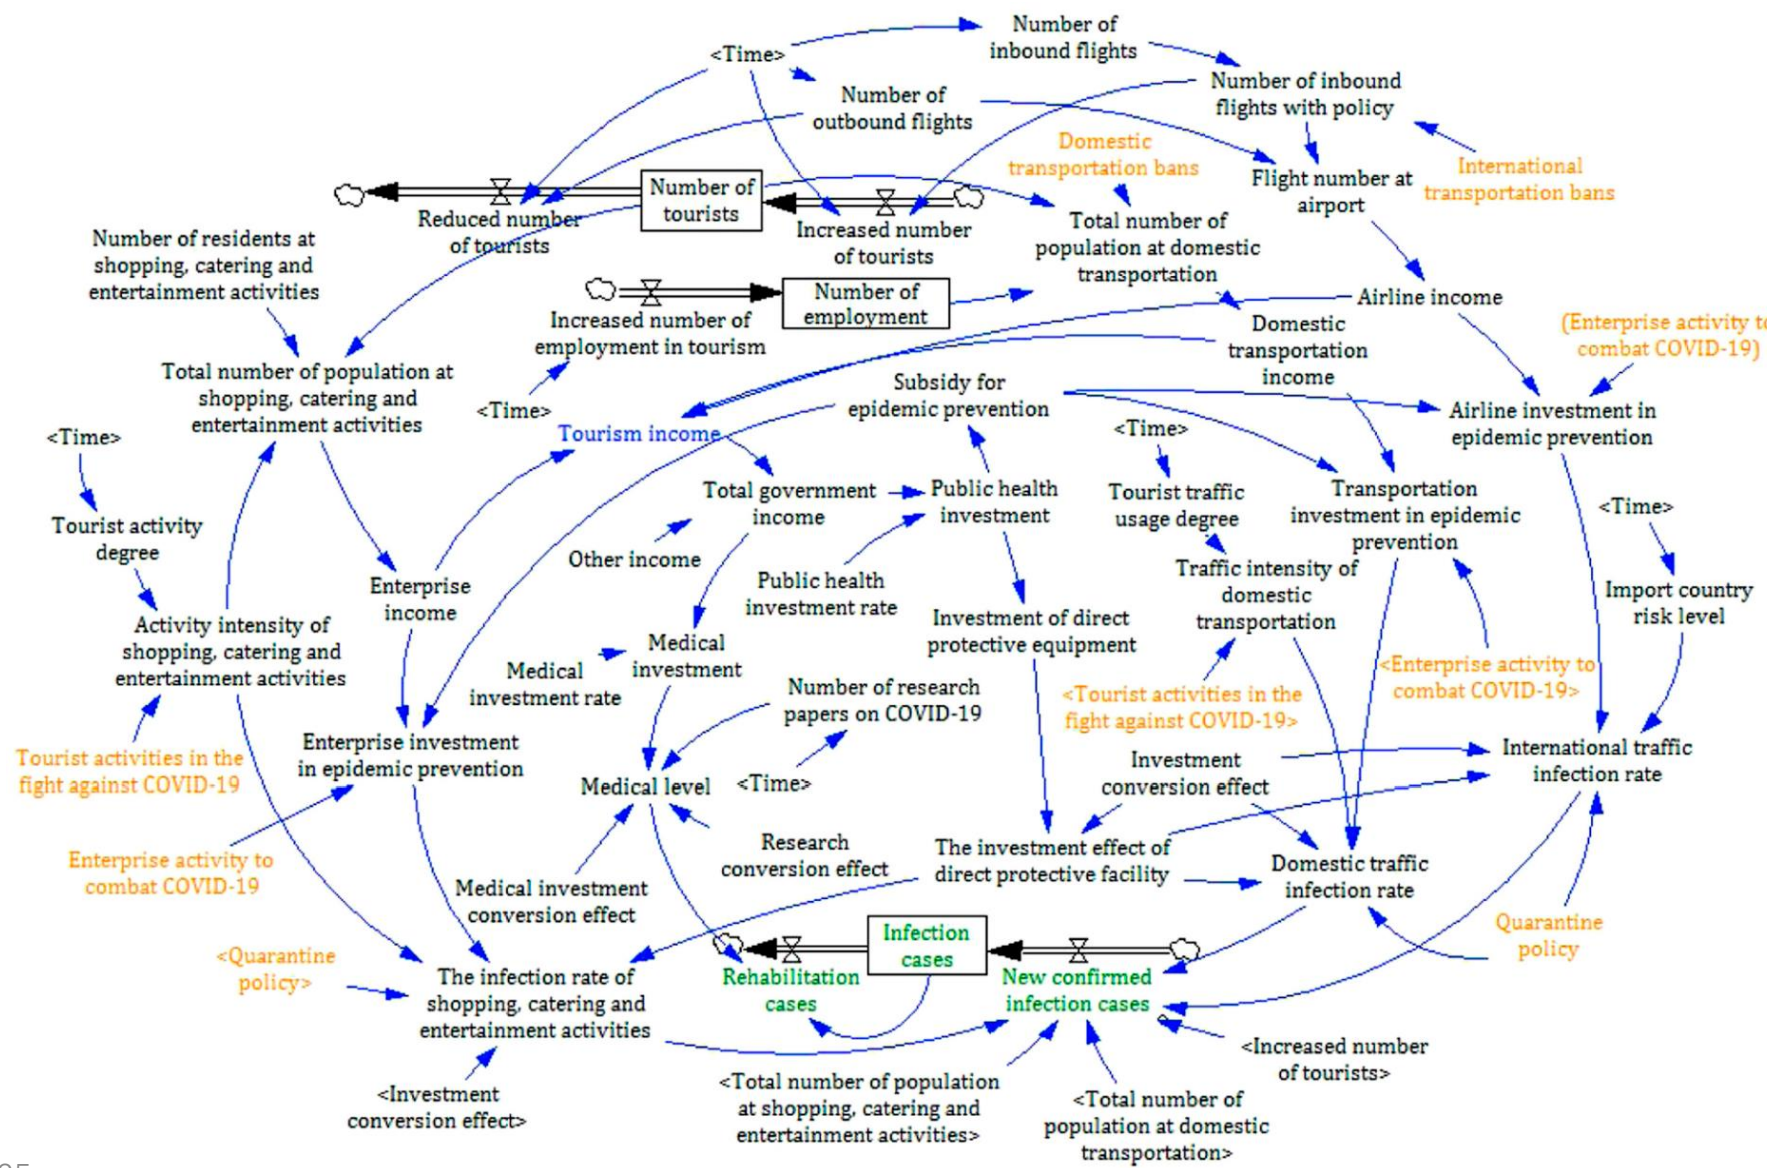 Number of
inbound flights
<Time>
Number of inbound
flights with policy
Number of
outbound flights
Domestic
transportation bans
International
transportation bans
Flight number at
airport
Number of
tourists
Reduced number
of tourists
Increased number
of tourists
Total number of
population at domestic
transportation
Number of residents at
shopping, catering and
entertainment activities
Number of
employment
Increased number of
employment in tourism
Airline income
Domestic
transportation
income
(Enterprise activity to
combat COVID-19)
Total number of population at
shopping, catering and
entertainment activities
<Time>
Subsidy for
epidemic prevention
Airline investment in
epidemic prevention
<Time>
Tourism income
<Time>
Total government
income
Public health
investment
Tourist traffic
usage degree
Transportation
investment in epidemic
prevention
<Time>
Tourist activity
degree
Other income
Enterprise
income
Public health
investment rate
Traffic intensity of
domestic
transportation
Import country
risk level
Activity intensity of
shopping, catering and
entertainment activities
Investment of direct
protective equipment
Medical
investment
Medical
investment rate
<Enterprise activity to
combat COVID-19>
Number of research
papers on COVID-19
<Tourist activities in the
fight against COVID-19>
Tourist activities in the
fight against COVID-19
Enterprise investment
in epidemic prevention
Medical level
<Time>
Investment
conversion effect
International traffic
infection rate
Enterprise activity to
combat COVID-19
Research
conversion effect
The investment effect of
direct protective facility
Domestic traffic
infection rate
Medical investment
conversion effect
Quarantine
policy
Infection
cases
<Quarantine
policy>
The infection rate of
shopping, catering and
entertainment activities
Rehabilitation
cases
New confirmed
infection cases
<Increased number
of tourists>
<Investment
conversion effect>
<Total number of population
at shopping, catering and
entertainment activities>
<Total number of
population at domestic
transportation>